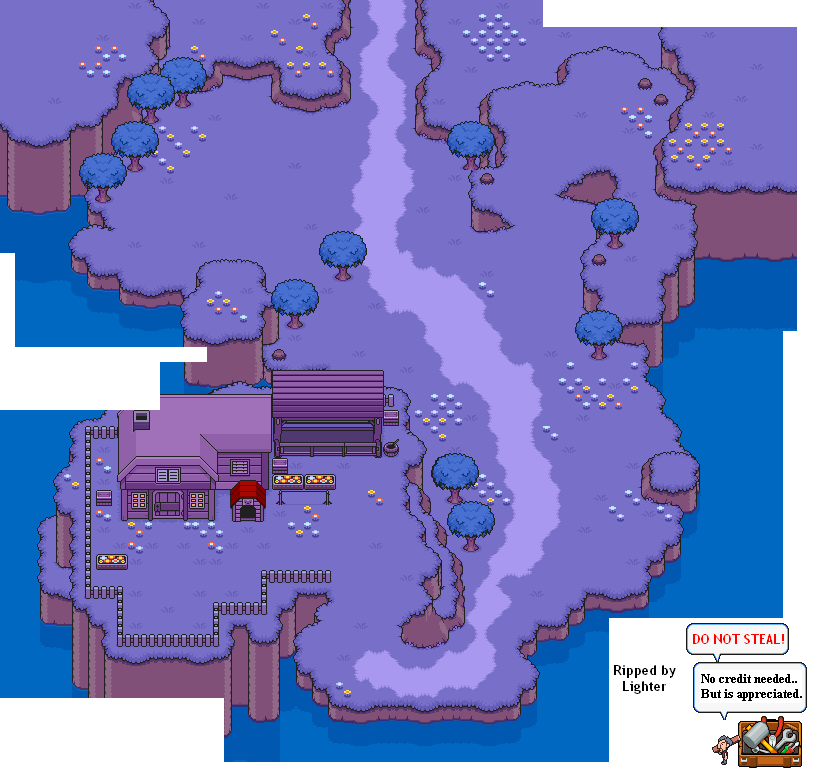 DO NOT STEAL!
Ripped by
Lighter
No credit needed..
But is appreciated.